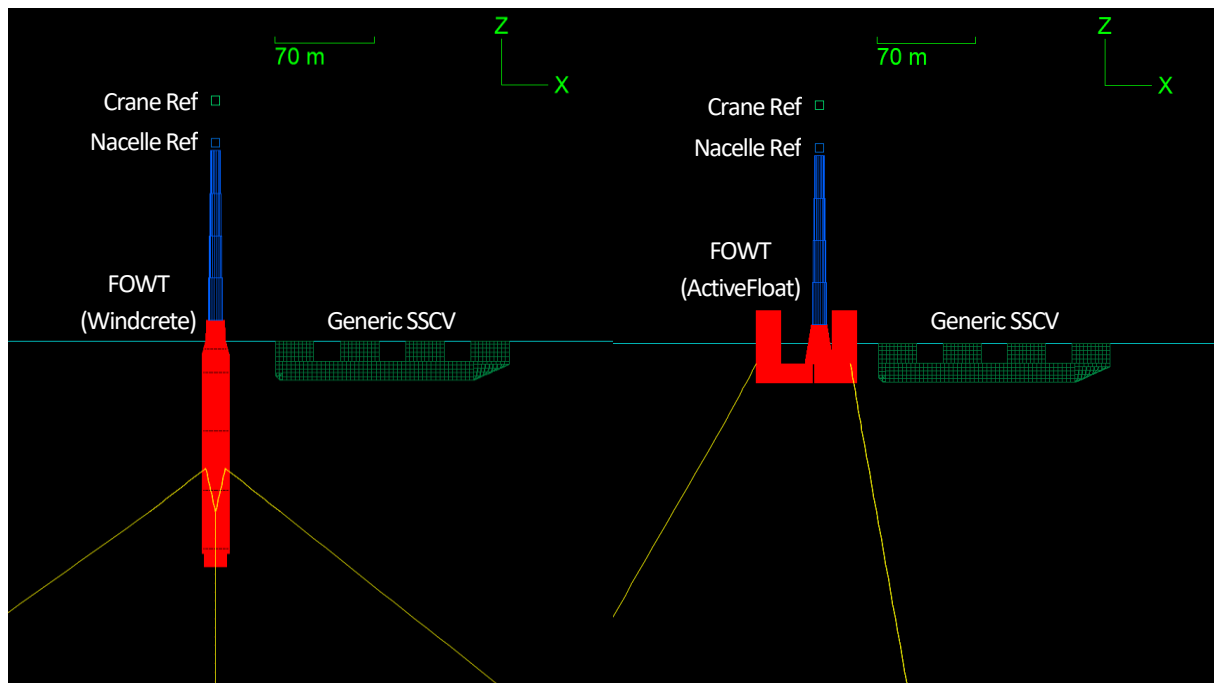 Z
70 m
X
Crane Ref
Nacelle Ref
FOWT
(Windcrete)
Generic SSCV
Z
70 m
X
Crane Ref
Nacelle Ref
FOWT
(ActiveFloat)
Generic SSCV